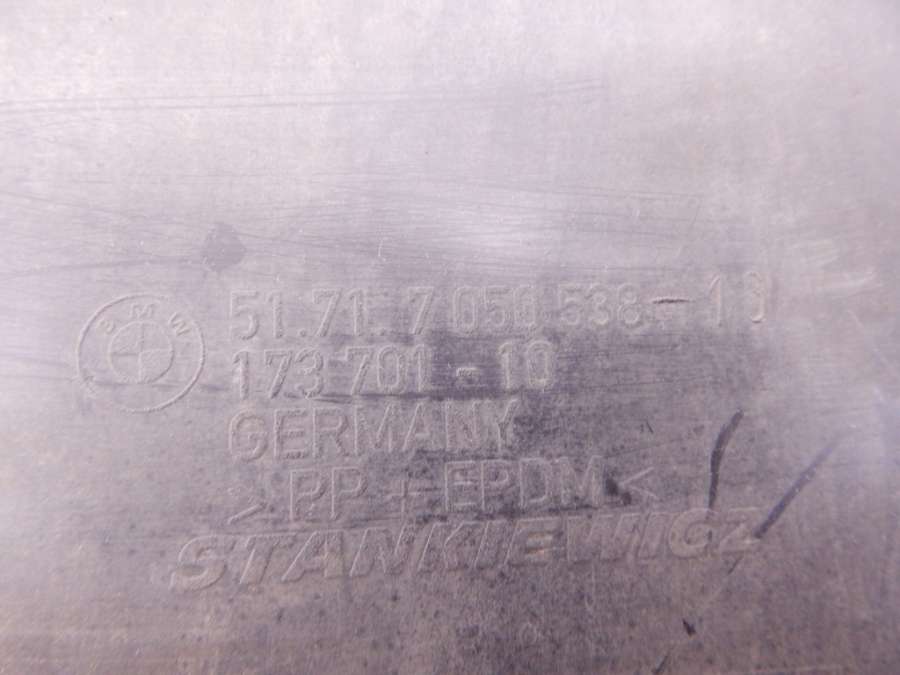 BMW
51.71. 7 050 538-10
173 701-10
GERMANY
>PP+EPDM<
STANKIEWICZ